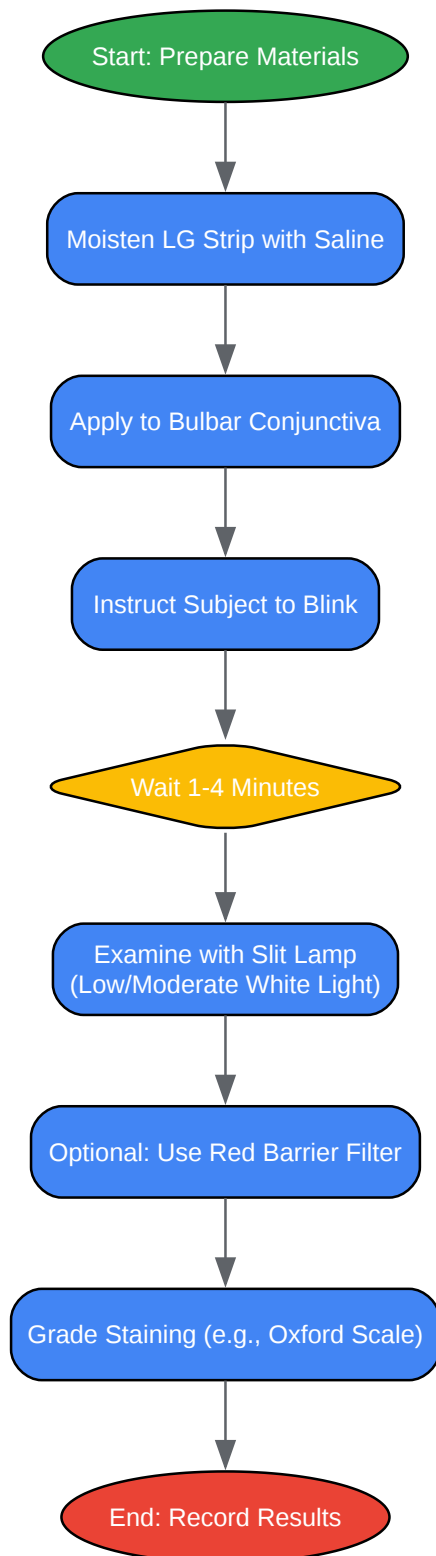 Start: Prepare Materials
Moisten LG Strip with Saline
Apply to Bulbar Conjunctiva
Instruct Subject to Blink
Wait 1-4 Minutes
Examine with Slit Lamp
(Low/Moderate White Light)
Optional: Use Red Barrier Filter
Grade Staining (e.g., Oxford Scale)
End: Record Results